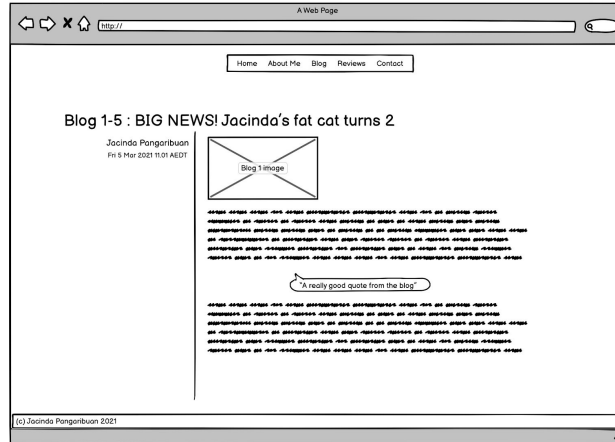 A Web Page
http://
Home About Me Blog Reviews Contact
Blog 1-5 : BIG NEWS! Jacinda's fat cat turns 2
Jacinda Pangaribuan
Fri 5 Mar 2021 11.01 AEDT
Blog 1 image
"A really good quote from the blog"
(c) Jacinda Pangaribuan 2021